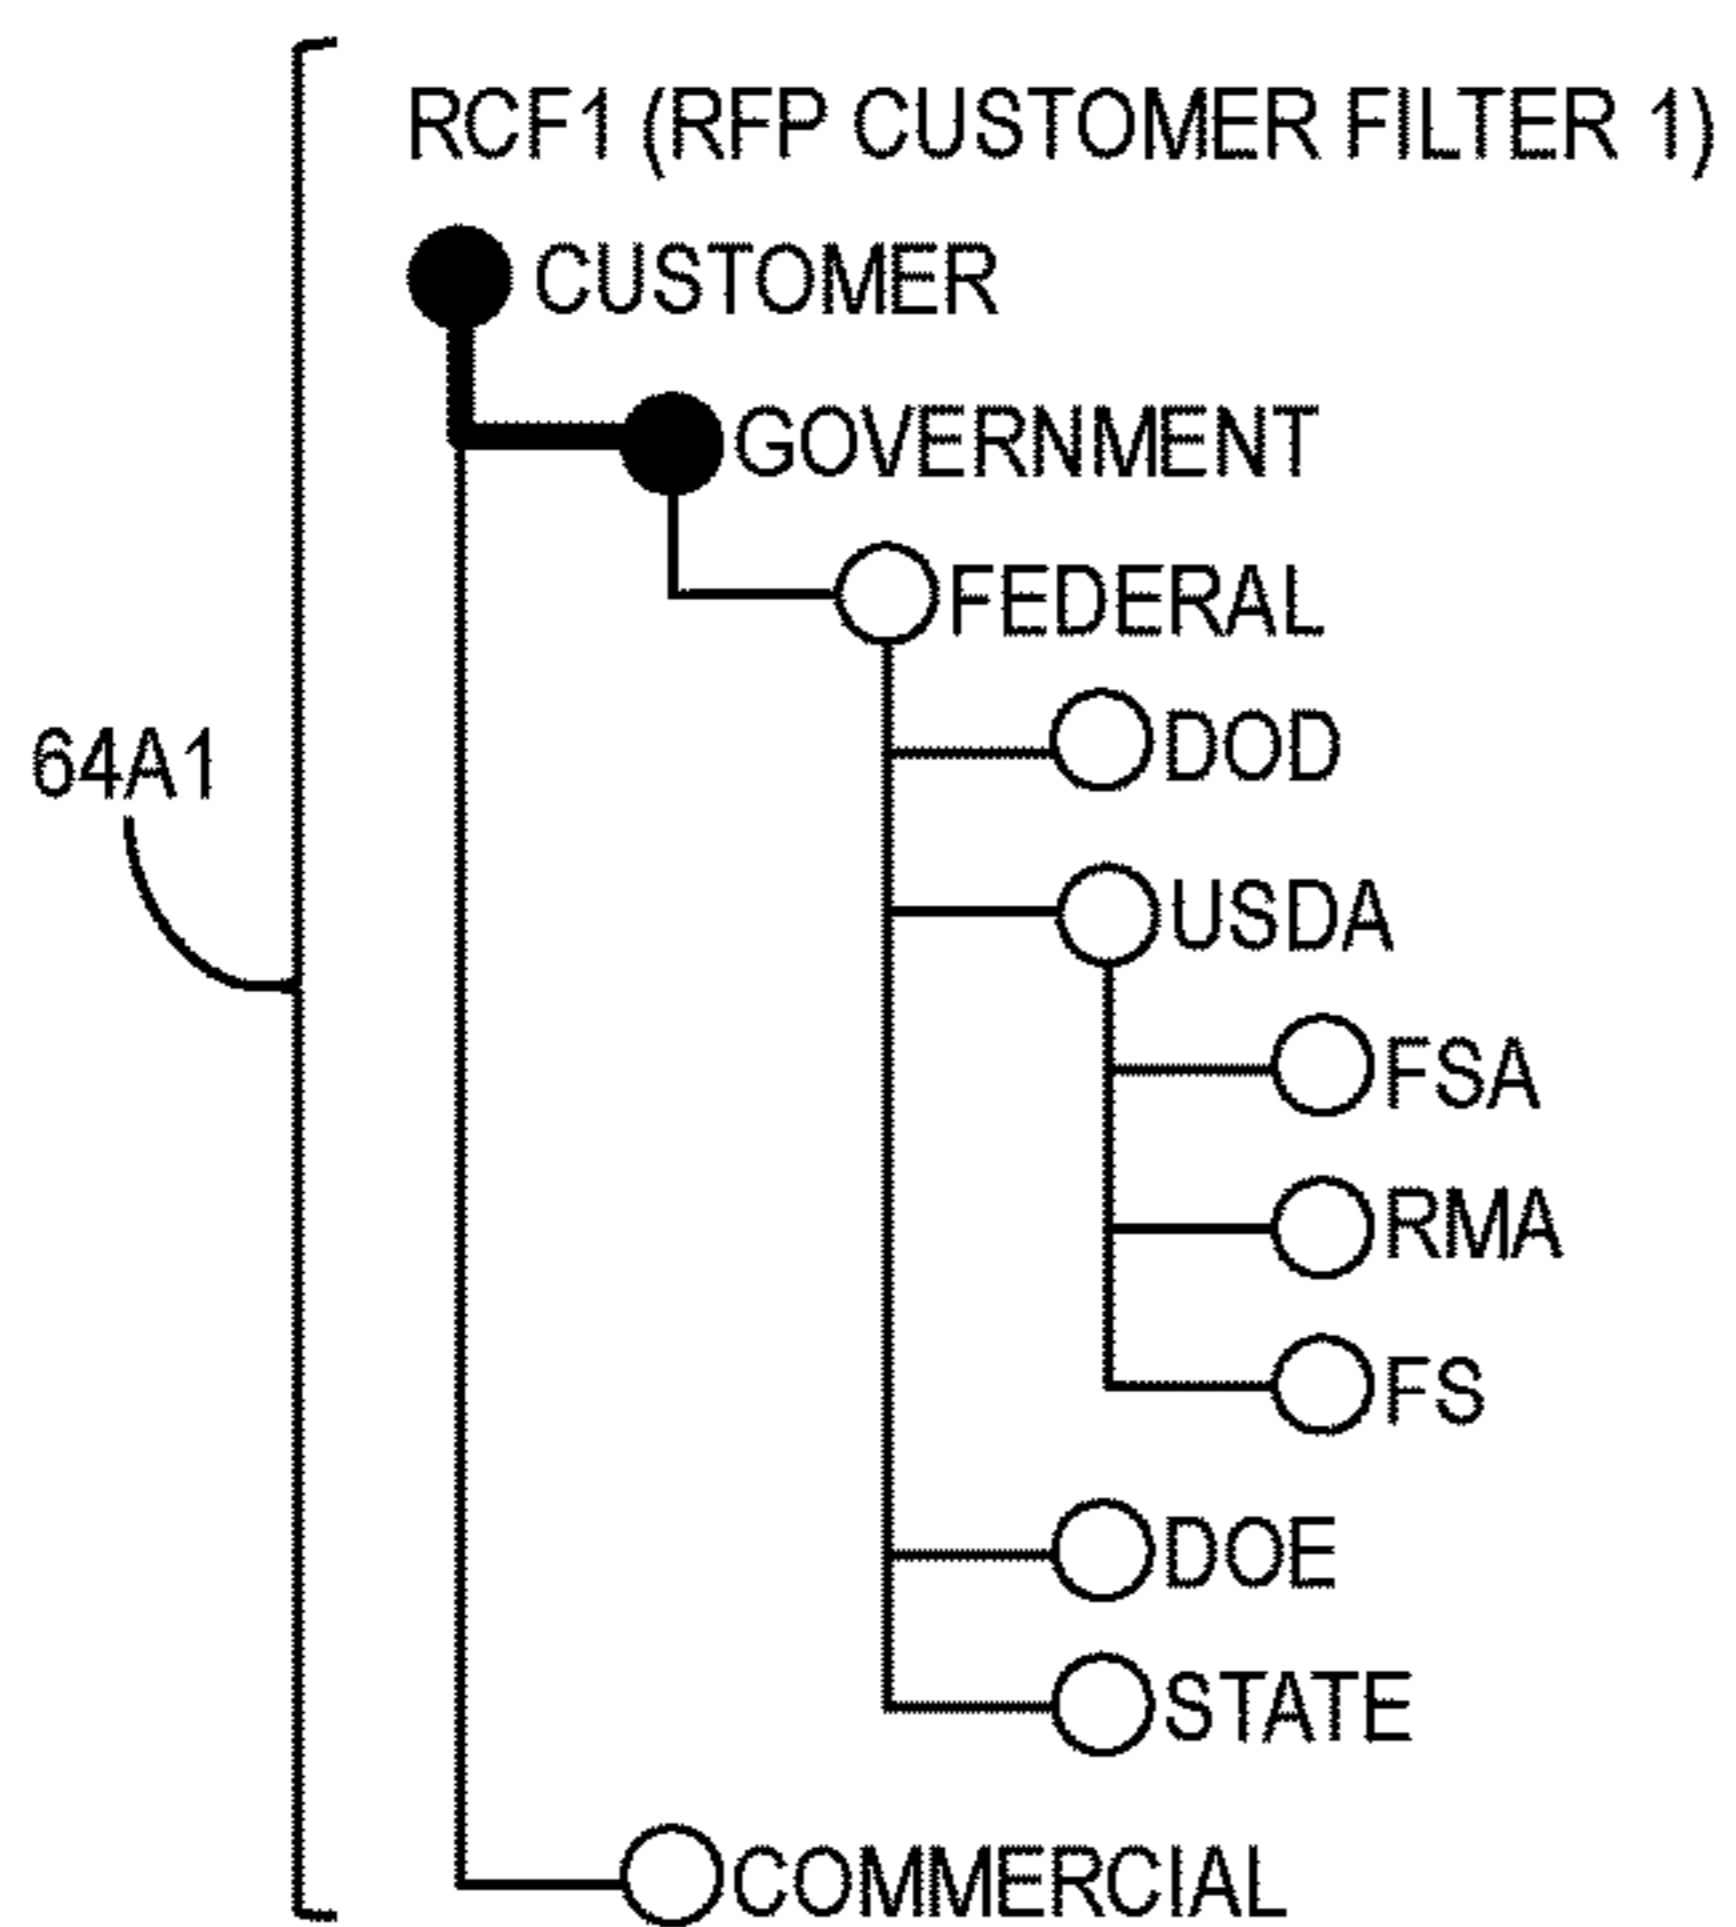 RCF1 (RFP CUSTOMER FILTER 1)
CUSTOMER
GOVERNMENT
FEDERAL
DOD
64A1
USDA
FSA
RMA
FS
DOE
STATE
COMMERCIAL